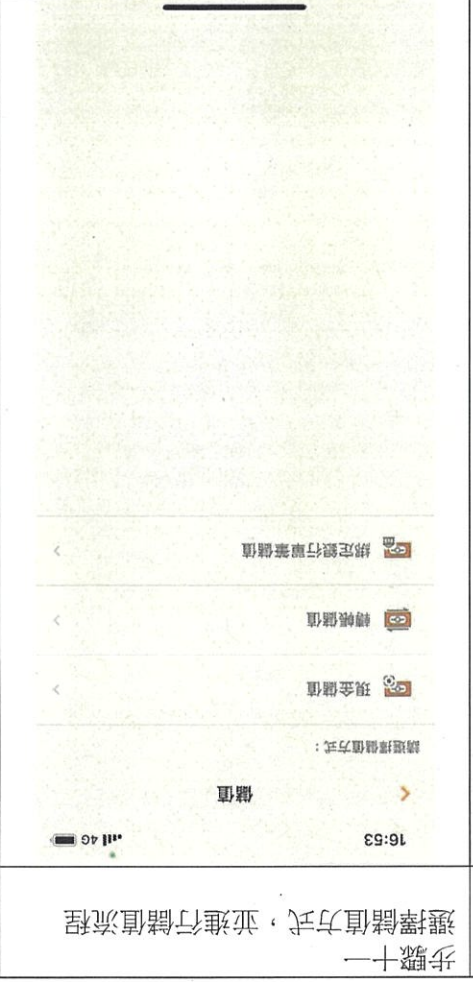 步驟十一
選擇儲值方式，並進行儲值流程
16:53 4G
儲值
請選擇儲值方式：
現金儲值
轉帳儲值
綁定銀行單筆儲值